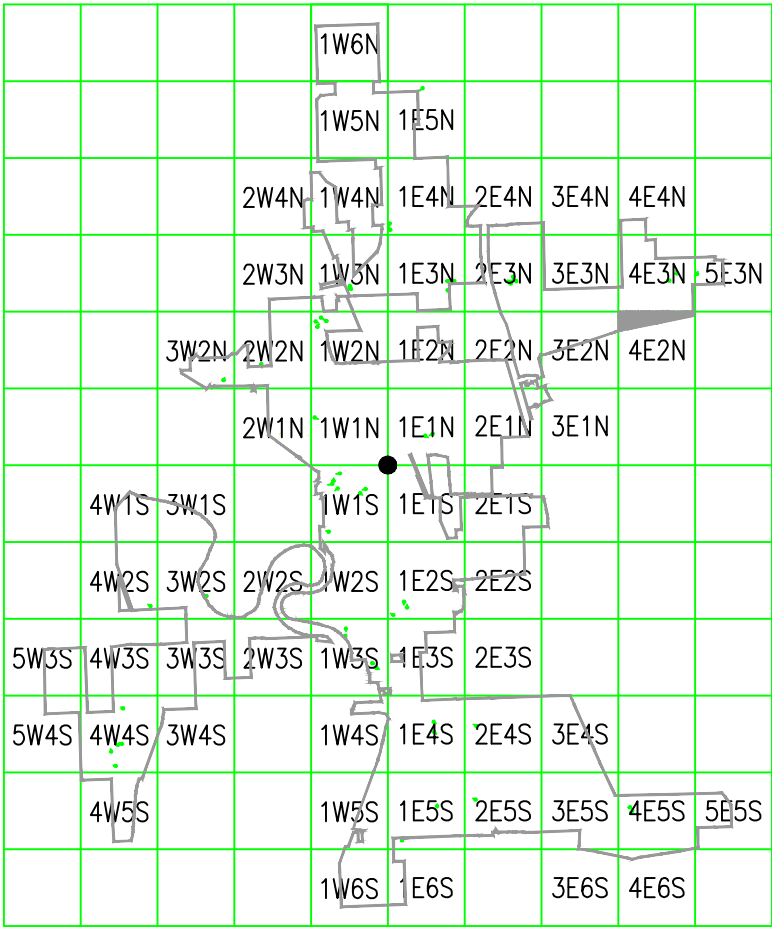 1W6N
1W5N 1E5N
2W4N 1W4N 1E4N 2E4N 3E4N 4E4N
2W3N 1W3N 1E3N 2E3N 3E3N 4E3N 5E3N
3W2N 2W2N 1W2N 1E2N 2E2N 3E2N 4E2N
2W1N 1W1N 1E1N 2E1N 3E1N
4W1S 3W1S 1W1S 1E1S 2E1S
4W2S 3W2S 2W2S 1W2S 1E2S 2E2S
5W3S 4W3S 3W3S 2W3S 1W3S 1E3S 2E3S
5W4S 4W4S 3W4S 1W4S 1E4S 2E4S 3E4S
4W5S 1W5S 1E5S 2E5S 3E5S 4E5S 5E5S
1W6S 1E6S 3E6S 4E6S